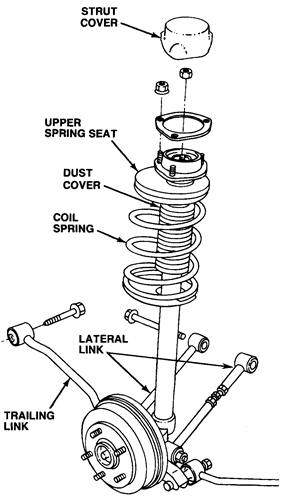 STRUT
COVER
UPPER
SPRING SEAT
DUST
COVER
COIL
SPRING
LATERAL
LINK
TRAILING
LINK